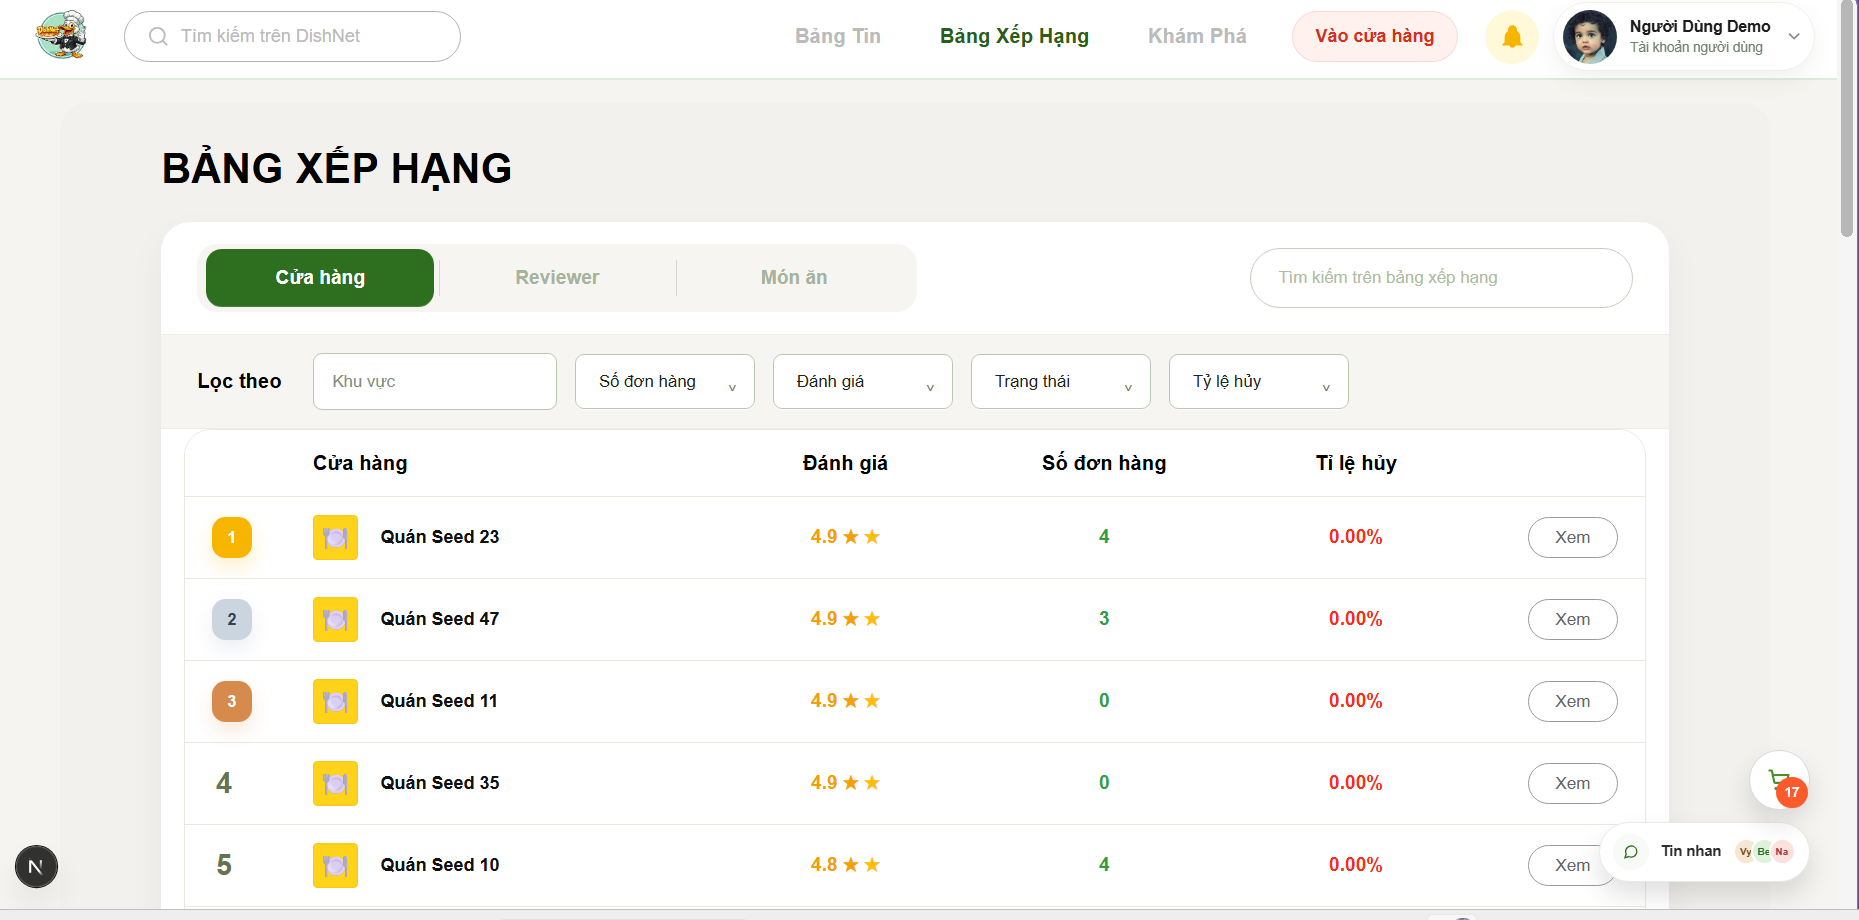 DishNet
Tìm kiếm trên DishNet
Bảng Tin
Bảng Xếp Hạng
Khám Phá
Vào cửa hàng
Người Dùng Demo
Tài khoản người dùng
BẢNG XẾP HẠNG
Cửa hàng
Reviewer
Món ăn
Tìm kiếm trên bảng xếp hạng
Lọc theo
Khu vực
Số đơn hàng
Đánh giá
Trạng thái
Tỷ lệ hủy
Cửa hàng Đánh giá Số đơn hàng Tỉ lệ hủy
1 Quán Seed 23 4.9 ★ ★ 4 0.00% Xem
2 Quán Seed 47 4.9 ★ ★ 3 0.00% Xem
3 Quán Seed 11 4.9 ★ ★ 0 0.00% Xem
4 Quán Seed 35 4.9 ★ ★ 0 0.00% Xem
5 Quán Seed 10 4.8 ★ ★ 4 0.00% Xem
17
Tin nhan Vy Be Na
N